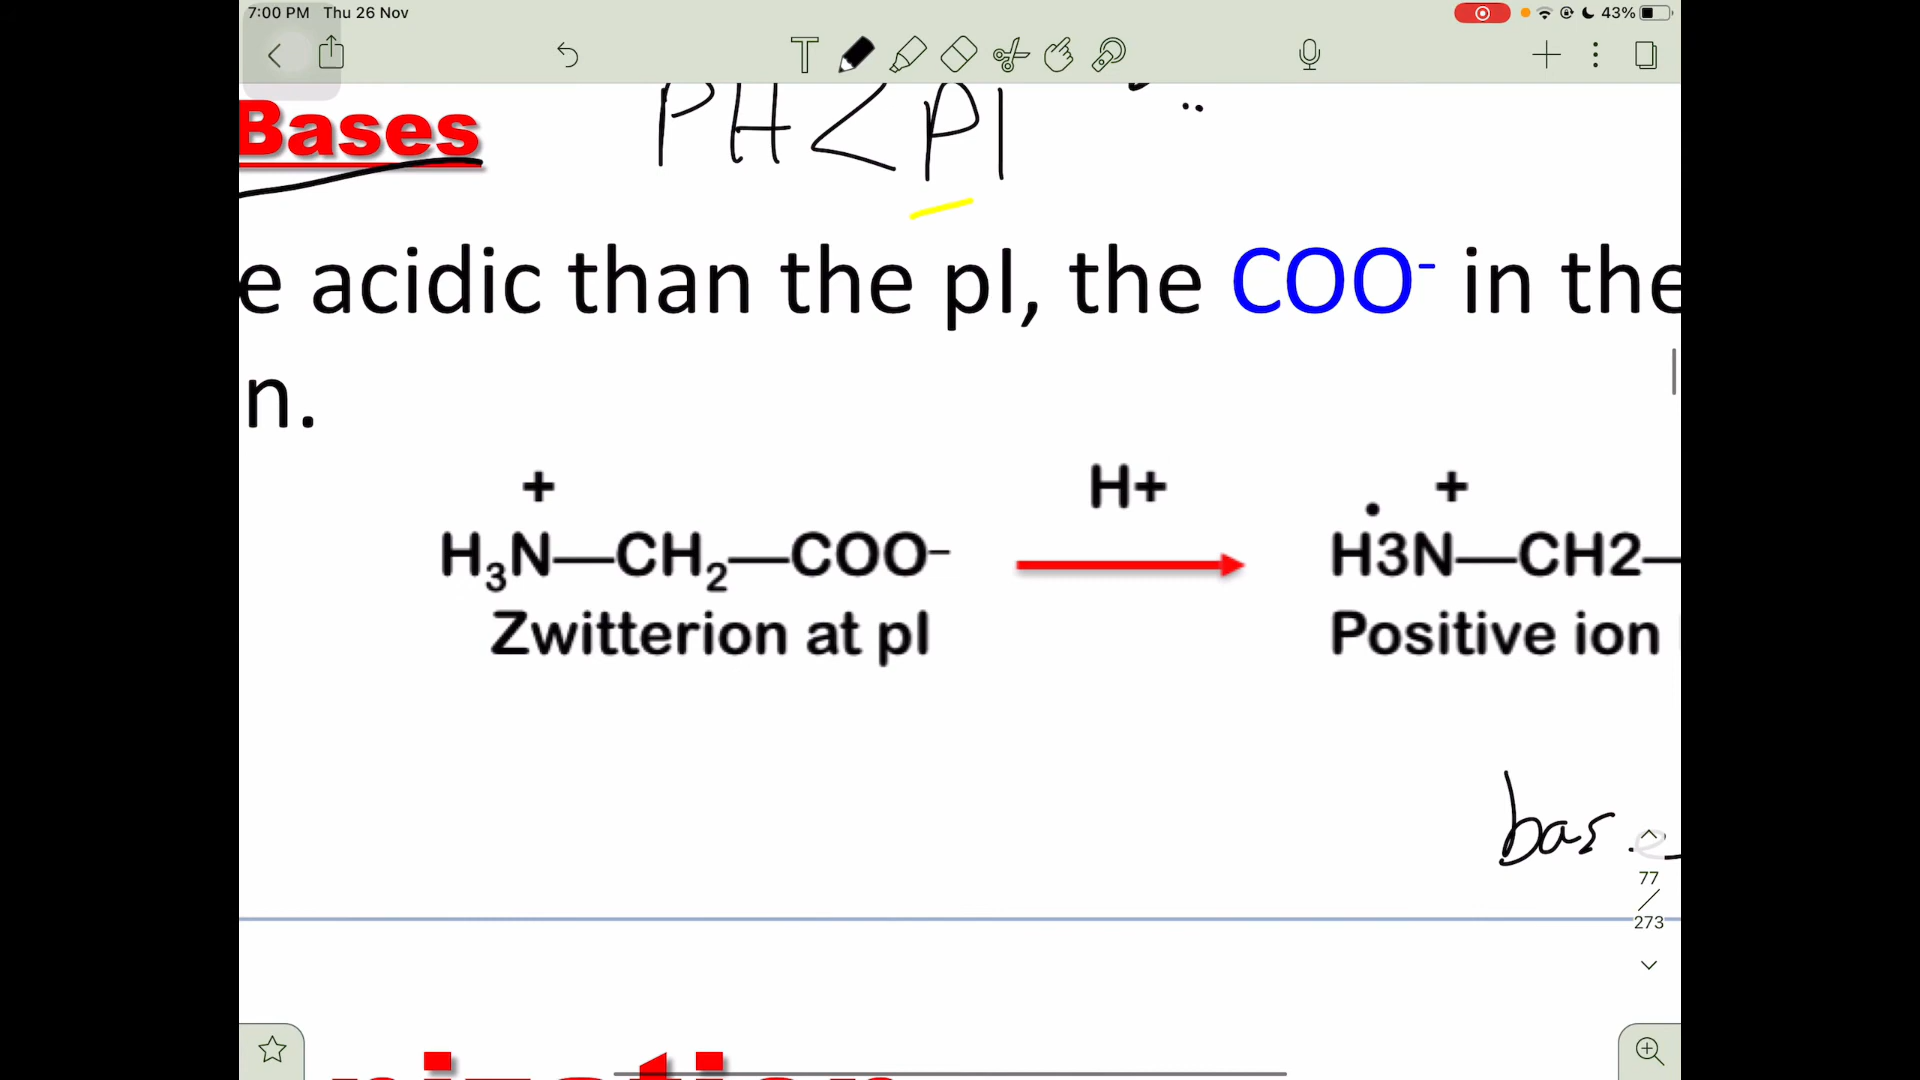 7:00 PM Thu 26 Nov
43%
Bases
PH < PI
e acidic than the pI, the COO⁻ in the
n.
+ H+ +
H₃N—CH₂—COO⁻ H3N—CH2—
Zwitterion at pI Positive ion
base
77
273